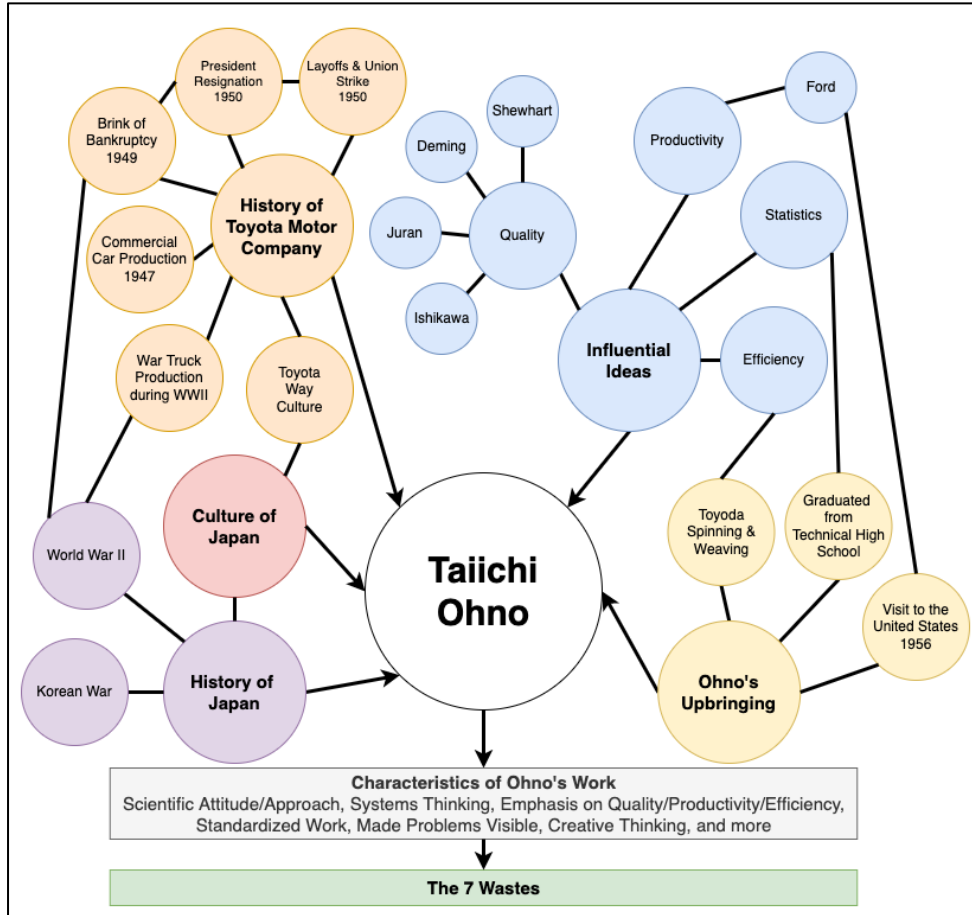 President
Resignation
1950
Layoffs & Union
Strike
1950
Brink of
Bankruptcy
1949
History of
Toyota Motor
Company
Commercial
Car Production
1947
War Truck
Production
during WWII
Toyota
Way
Culture
Shewhart
Deming
Juran
Quality
Ishikawa
Ford
Productivity
Statistics
Influential
Ideas
Efficiency
Culture of
Japan
World War II
Korean War
History of
Japan
Taiichi
Ohno
Toyoda
Spinning &
Weaving
Graduated
from
Technical High
School
Visit to the
United States
1956
Ohno's
Upbringing
Characteristics of Ohno's Work
Scientific Attitude/Approach, Systems Thinking, Emphasis on Quality/Productivity/Efficiency,
Standardized Work, Made Problems Visible, Creative Thinking, and more
The 7 Wastes